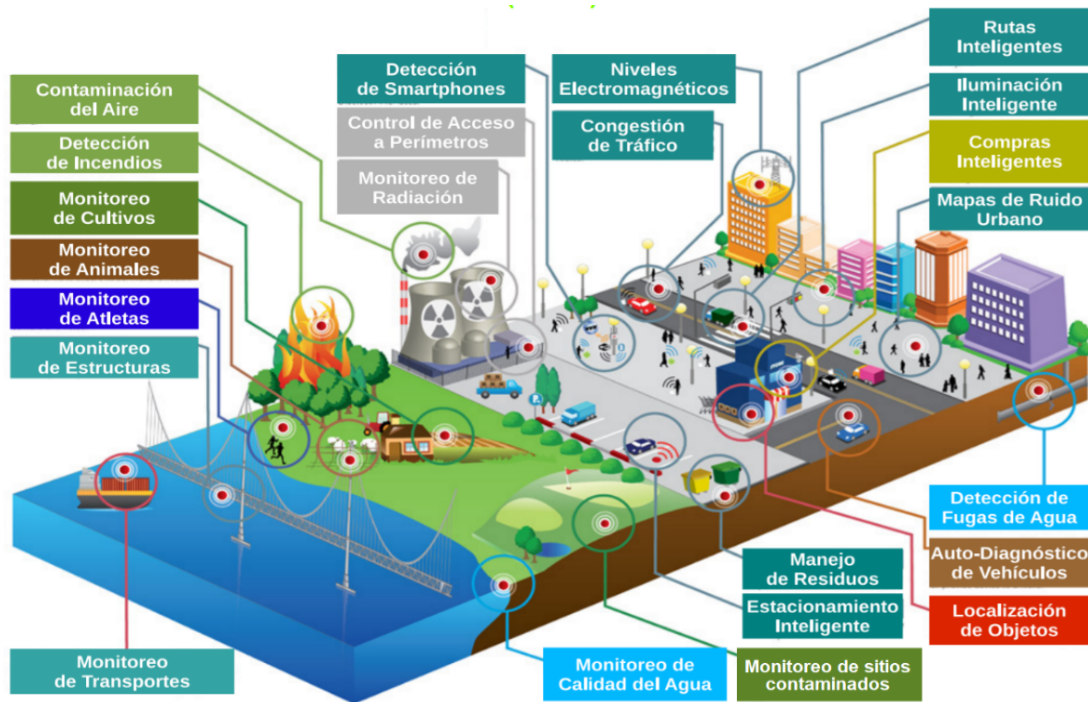 Contaminación
del Aire
Detección
de Incendios
Monitoreo
de Cultivos
Monitoreo
de Animales
Monitoreo
de Atletas
Monitoreo
de Estructuras
Detección
de Smartphones
Control de Acceso
a Perímetros
Monitoreo de
Radiación
Niveles
Electromagnéticos
Congestión
de Tráfico
Rutas
Inteligentes
Iluminación
Inteligente
Compras
Inteligentes
Mapas de Ruido
Urbano
Detección de
Fugas de Agua
Auto-Diagnóstico
de Vehículos
Localización
de Objetos
Manejo
de Residuos
Estacionamiento
Inteligente
Monitoreo
de Transportes
Monitoreo de
Calidad del Agua
Monitoreo de sitios
contaminados